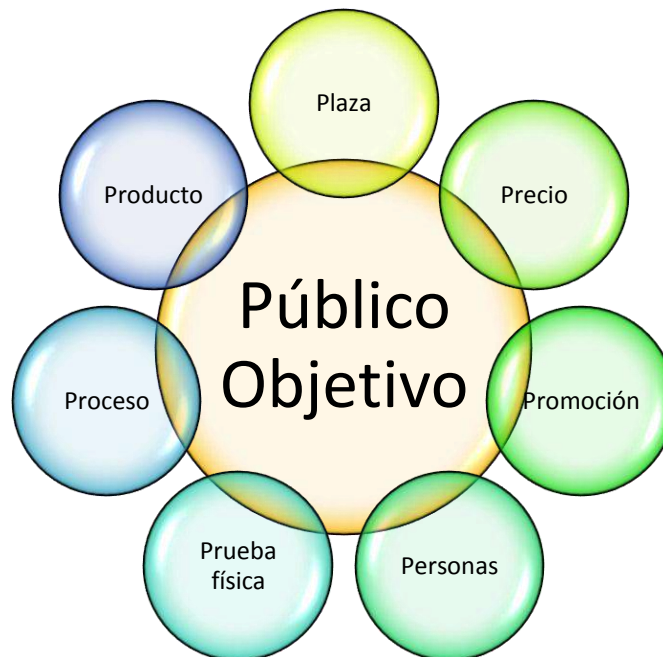 Plaza
Producto
Precio
Público
Objetivo
Proceso
Promoción
Prueba
física
Personas